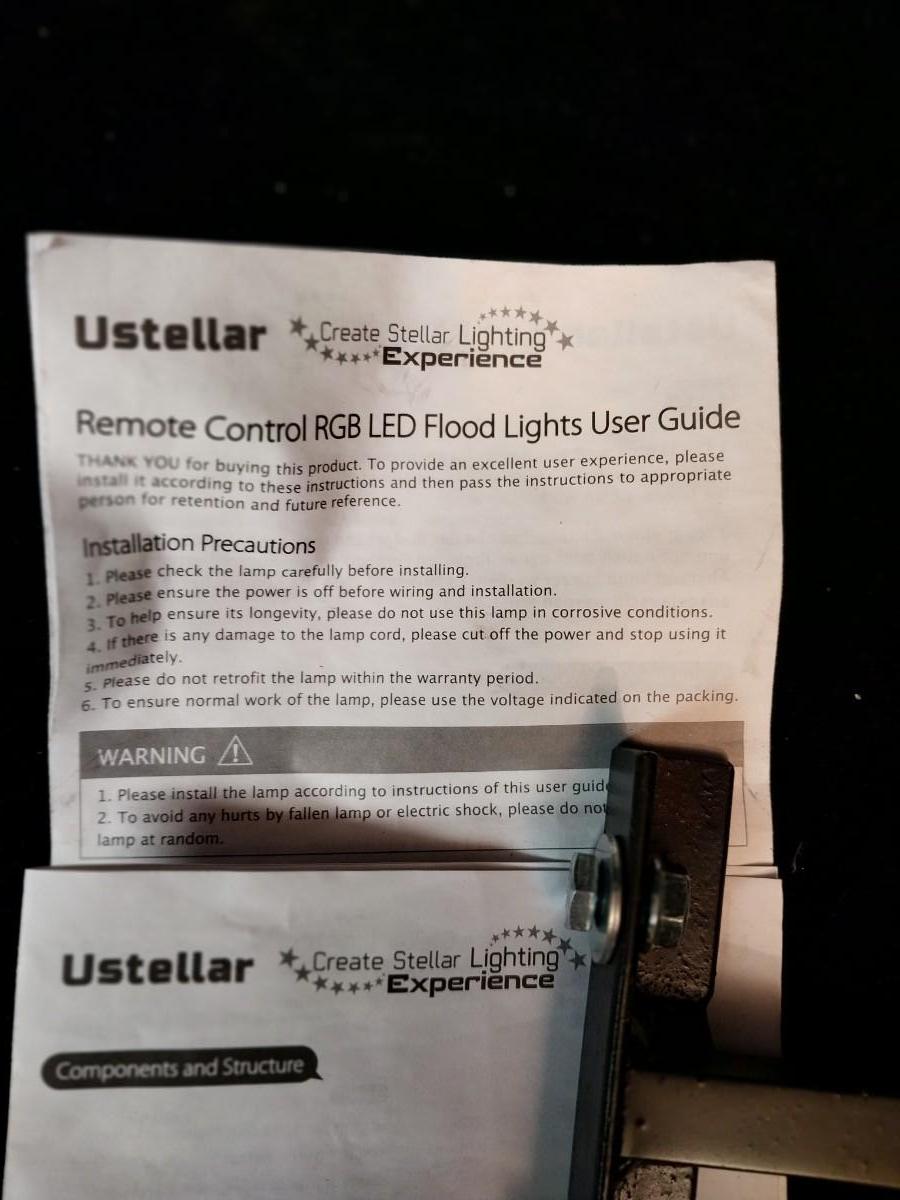 Ustellar Create Stellar Lighting
Experience
Remote Control RGB LED Flood Lights User Guide
THANK YOU for buying this product. To provide an excellent user experience, please
install it according to these instructions and then pass the instructions to appropriate
person for retention and future reference.
Installation Precautions
1. Please check the lamp carefully before installing.
2. Please ensure the power is off before wiring and installation.
3. To help ensure its longevity, please do not use this lamp in corrosive conditions.
4. If there is any damage to the lamp cord, please cut off the power and stop using it
immediately.
5. Please do not retrofit the lamp within the warranty period.
6. To ensure normal work of the lamp, please use the voltage indicated on the packing.
WARNING
1. Please install the lamp according to instructions of this user
2. To avoid any hurts by fallen lamp or electric shock, please do
lamp at random.
Ustellar Create Stellar Lighting
Experience
Components and Structure